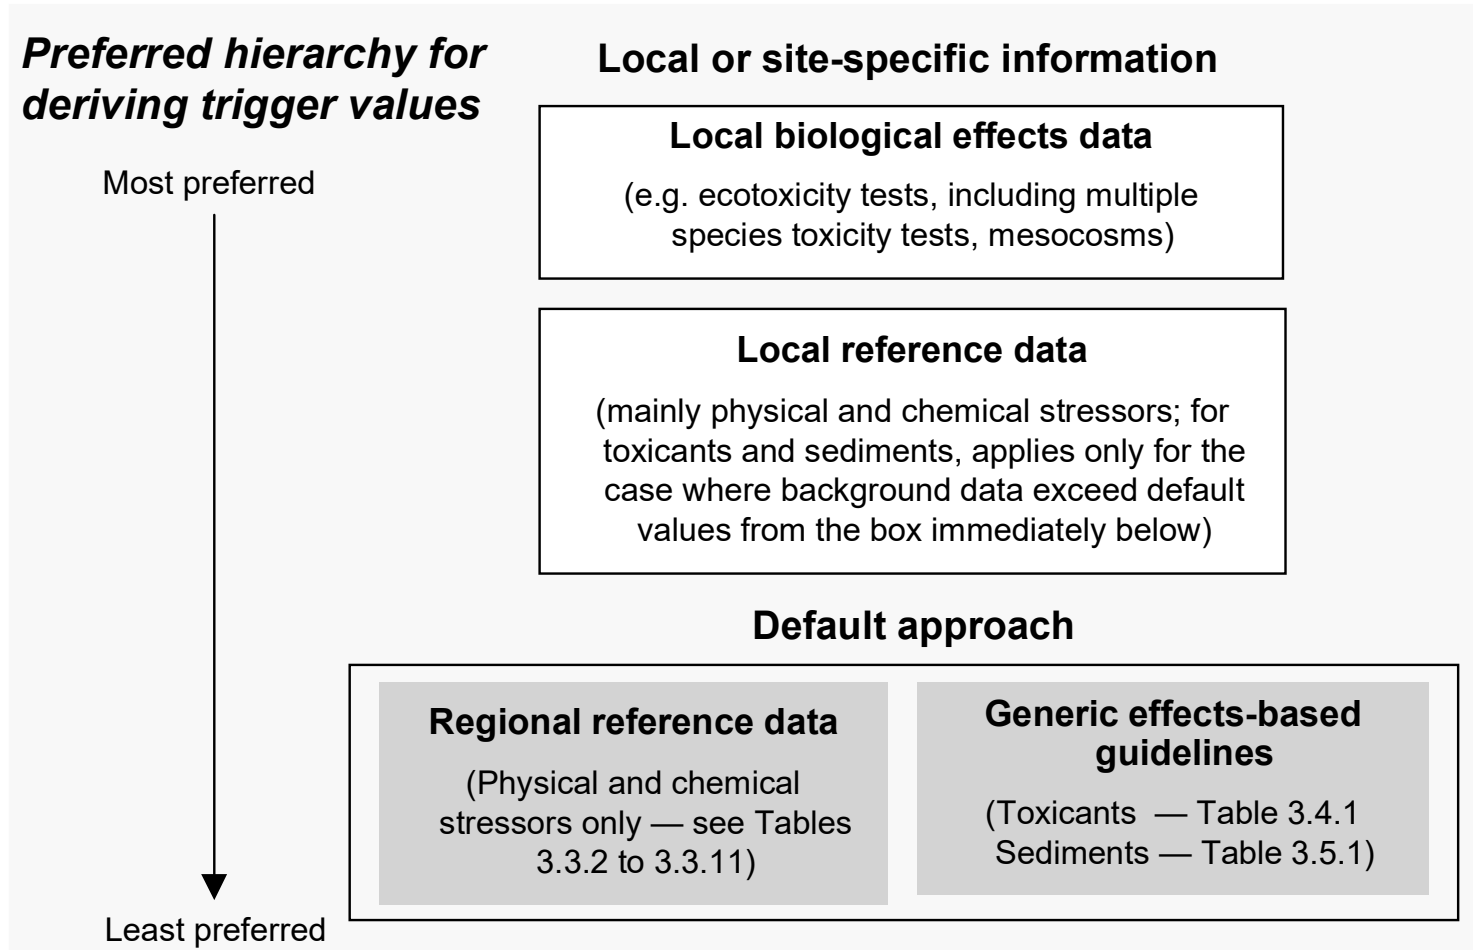 Preferred hierarchy for
deriving trigger values
Most preferred
Least preferred
Local or site-specific information
Local biological effects data
(e.g. ecotoxicity tests, including multiple
species toxicity tests, mesocosms)
Local reference data
(mainly physical and chemical stressors; for
toxicants and sediments, applies only for the
case where background data exceed default
values from the box immediately below)
Default approach
Regional reference data
(Physical and chemical
stressors only — see Tables
3.3.2 to 3.3.11)
Generic effects-based
guidelines
(Toxicants — Table 3.4.1
Sediments — Table 3.5.1)